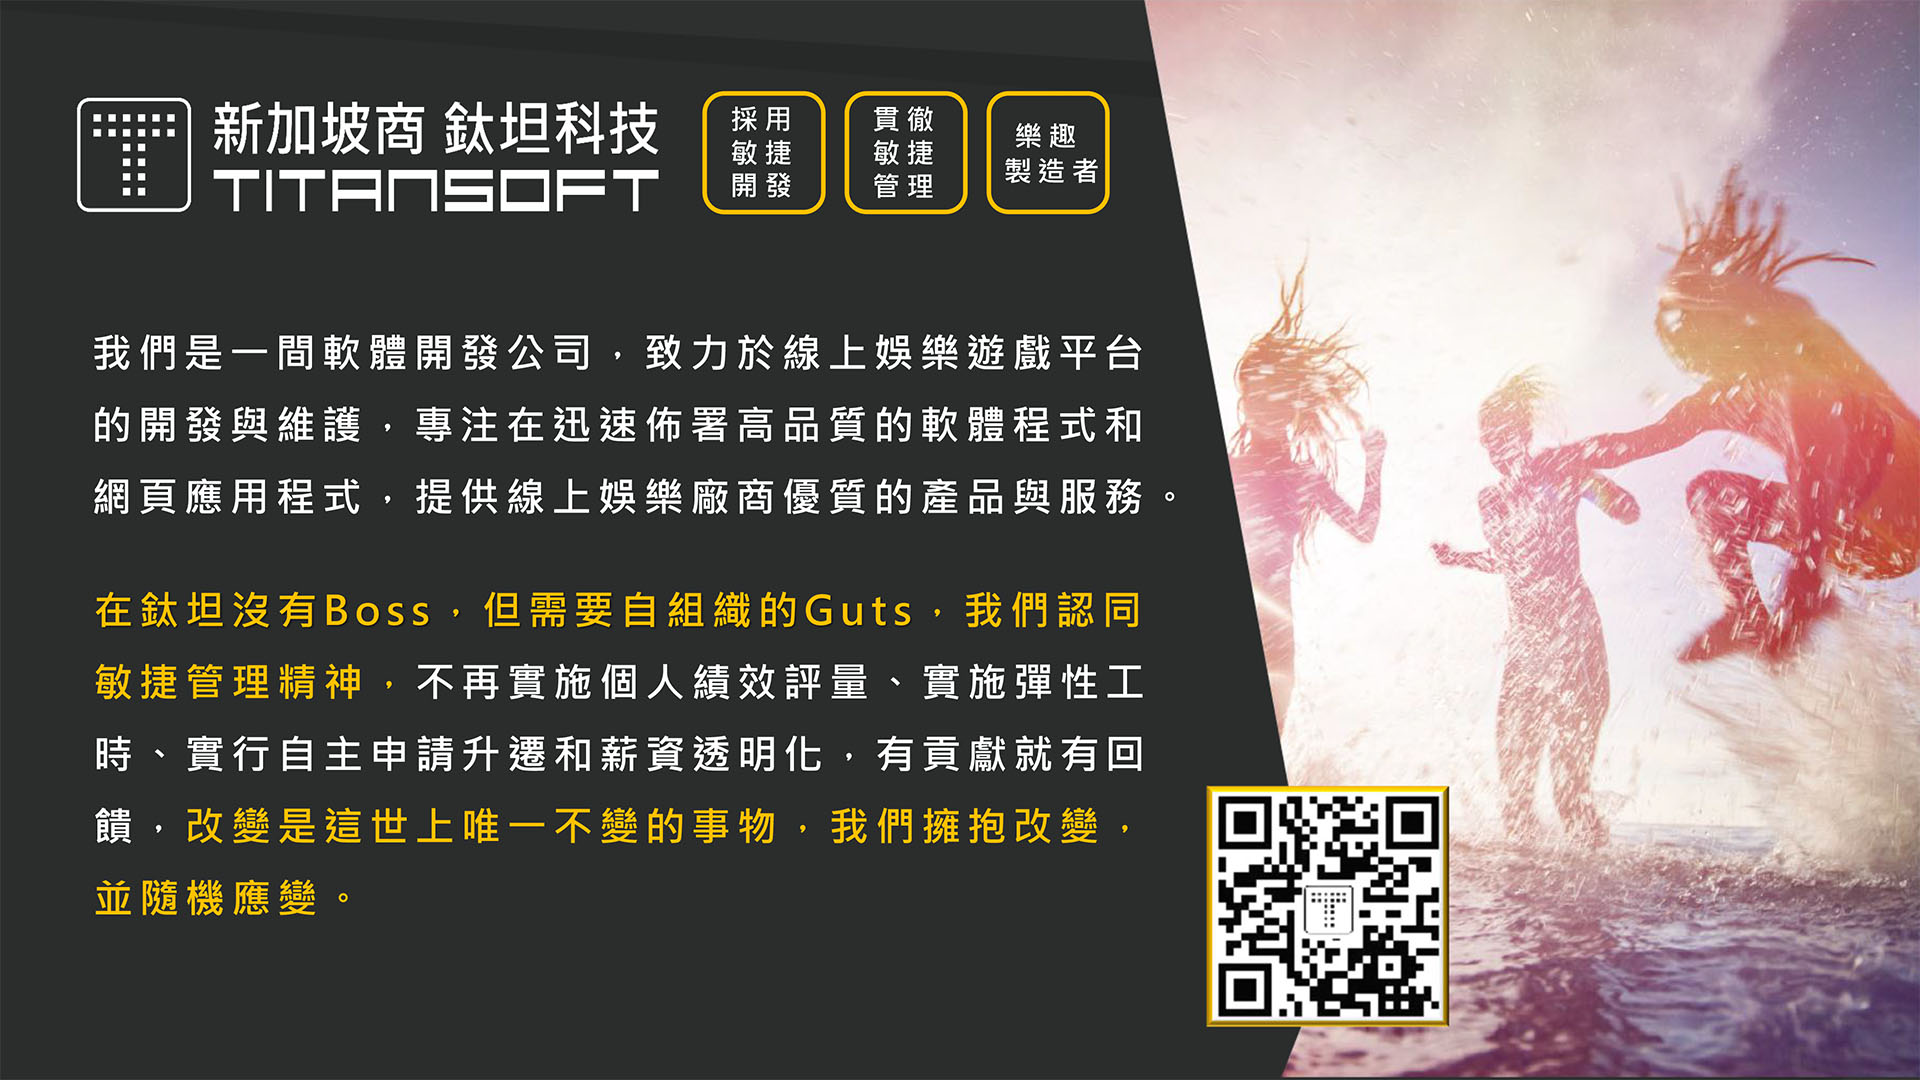 新加坡商 鈦坦科技
TITANSOFT
採用
敏捷
開發
貫徹
敏捷
管理
樂趣
製造者
我們是一間軟體開發公司，致力於線上娛樂遊戲平台
的開發與維護，專注在迅速佈署高品質的軟體程式和
網頁應用程式，提供線上娛樂廠商優質的產品與服務。
在鈦坦沒有Boss，但需要自組織的Guts，我們認同
敏捷管理精神，不再實施個人績效評量、實施彈性工
時、實行自主申請升遷和薪資透明化，有貢獻就有回
饋，改變是這世上唯一不變的事物，我們擁抱改變，
並隨機應變。